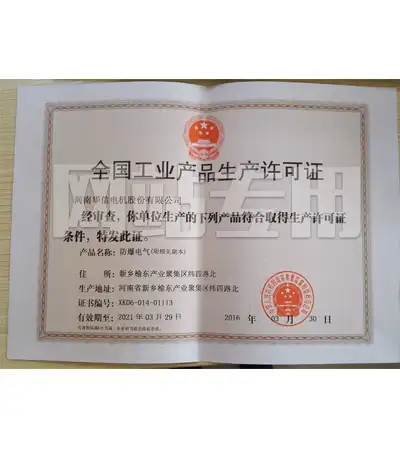 全国工业产品生产许可证
河南华信电机股份有限公司
经审查,你单位生产的下列产品符合取得生产许可证
条件,特发此证。
产品名称:防爆电气
住 所:新乡榆东产业聚集区纬四路北
生产地址:河南省新乡榆东产业聚集区纬四路北
证书编号:XKD6-014-01113
有效期至:2021年03月29日
2016 年 03 月 30 日
网站专用